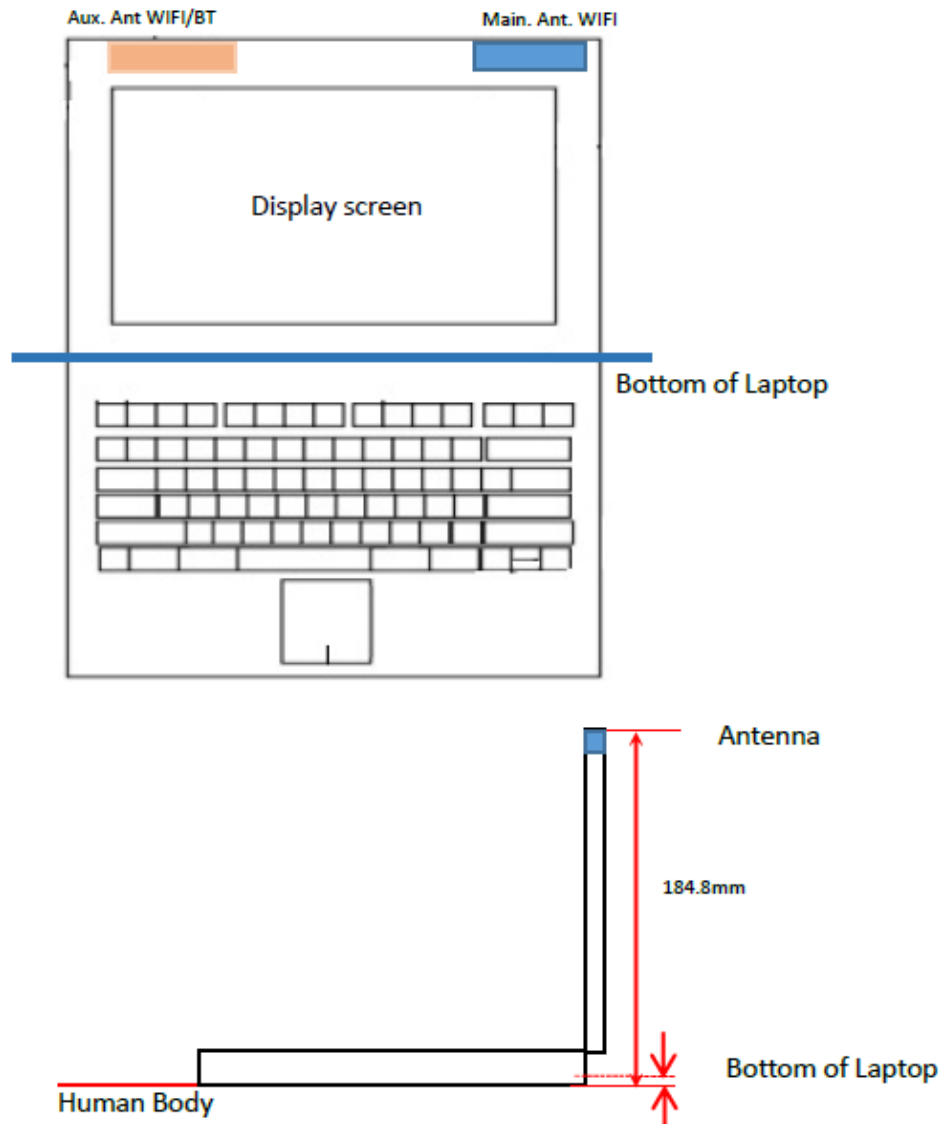 Aux. Ant WIFI/BT
Main. Ant. WIFI
Display screen
Bottom of Laptop
Antenna
184.8mm
Bottom of Laptop
Human Body